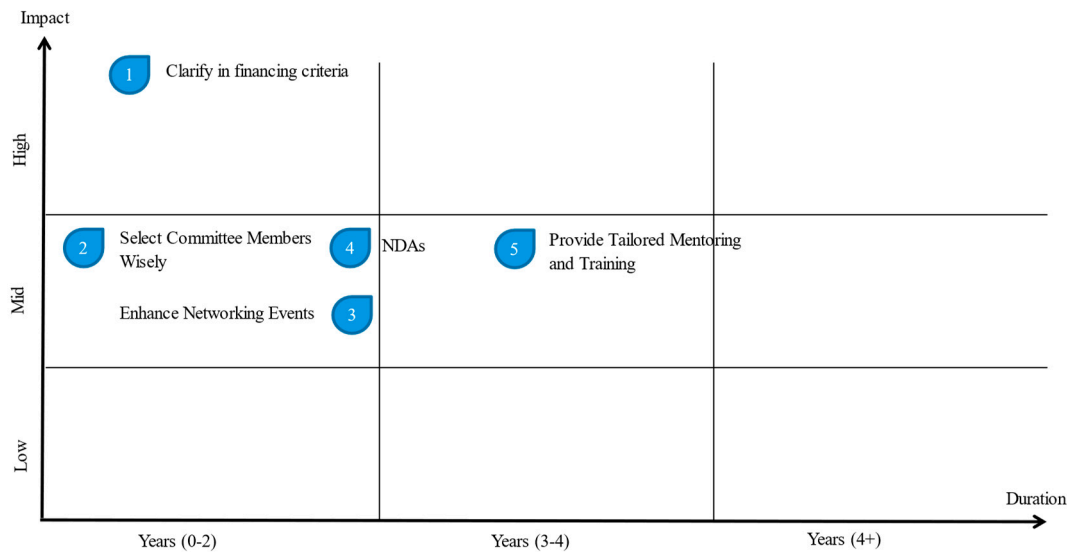 Impact
High
1 Clarify in financing criteria
Mid
2 Select Committee Members
Wisely
4 NDAs
5 Provide Tailored Mentoring
and Training
Enhance Networking Events 3
Low
Duration
Years (0-2) Years (3-4) Years (4+)